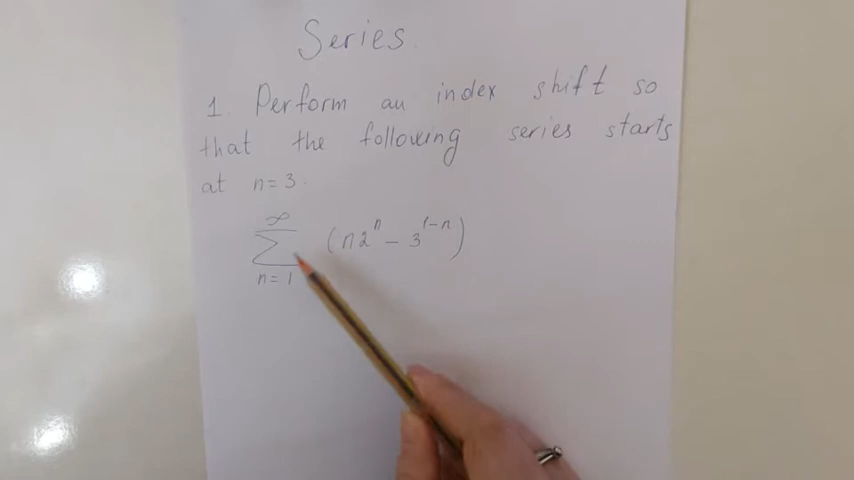 Series.
1. Perform an index shift so
that the following series starts
at n=3.
∞
∑ (n2ⁿ − 3¹⁻ⁿ)
n=1